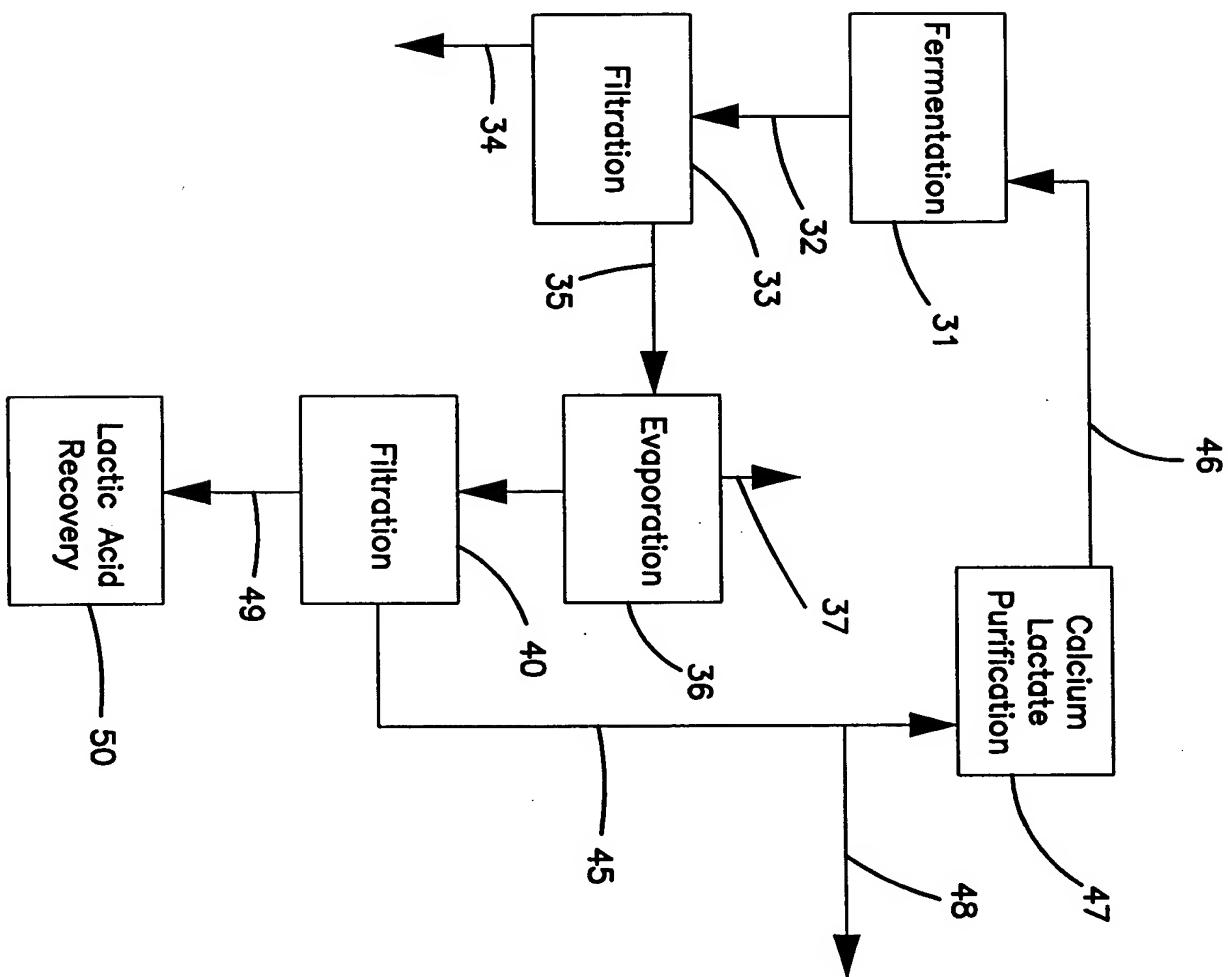 Fermentation
31
32
Filtration
33
34
35
Evaporation
36
37
Filtration
40
45
46
Calcium
Lactate
Purification
47
48
49
Lactic Acid
Recovery
50